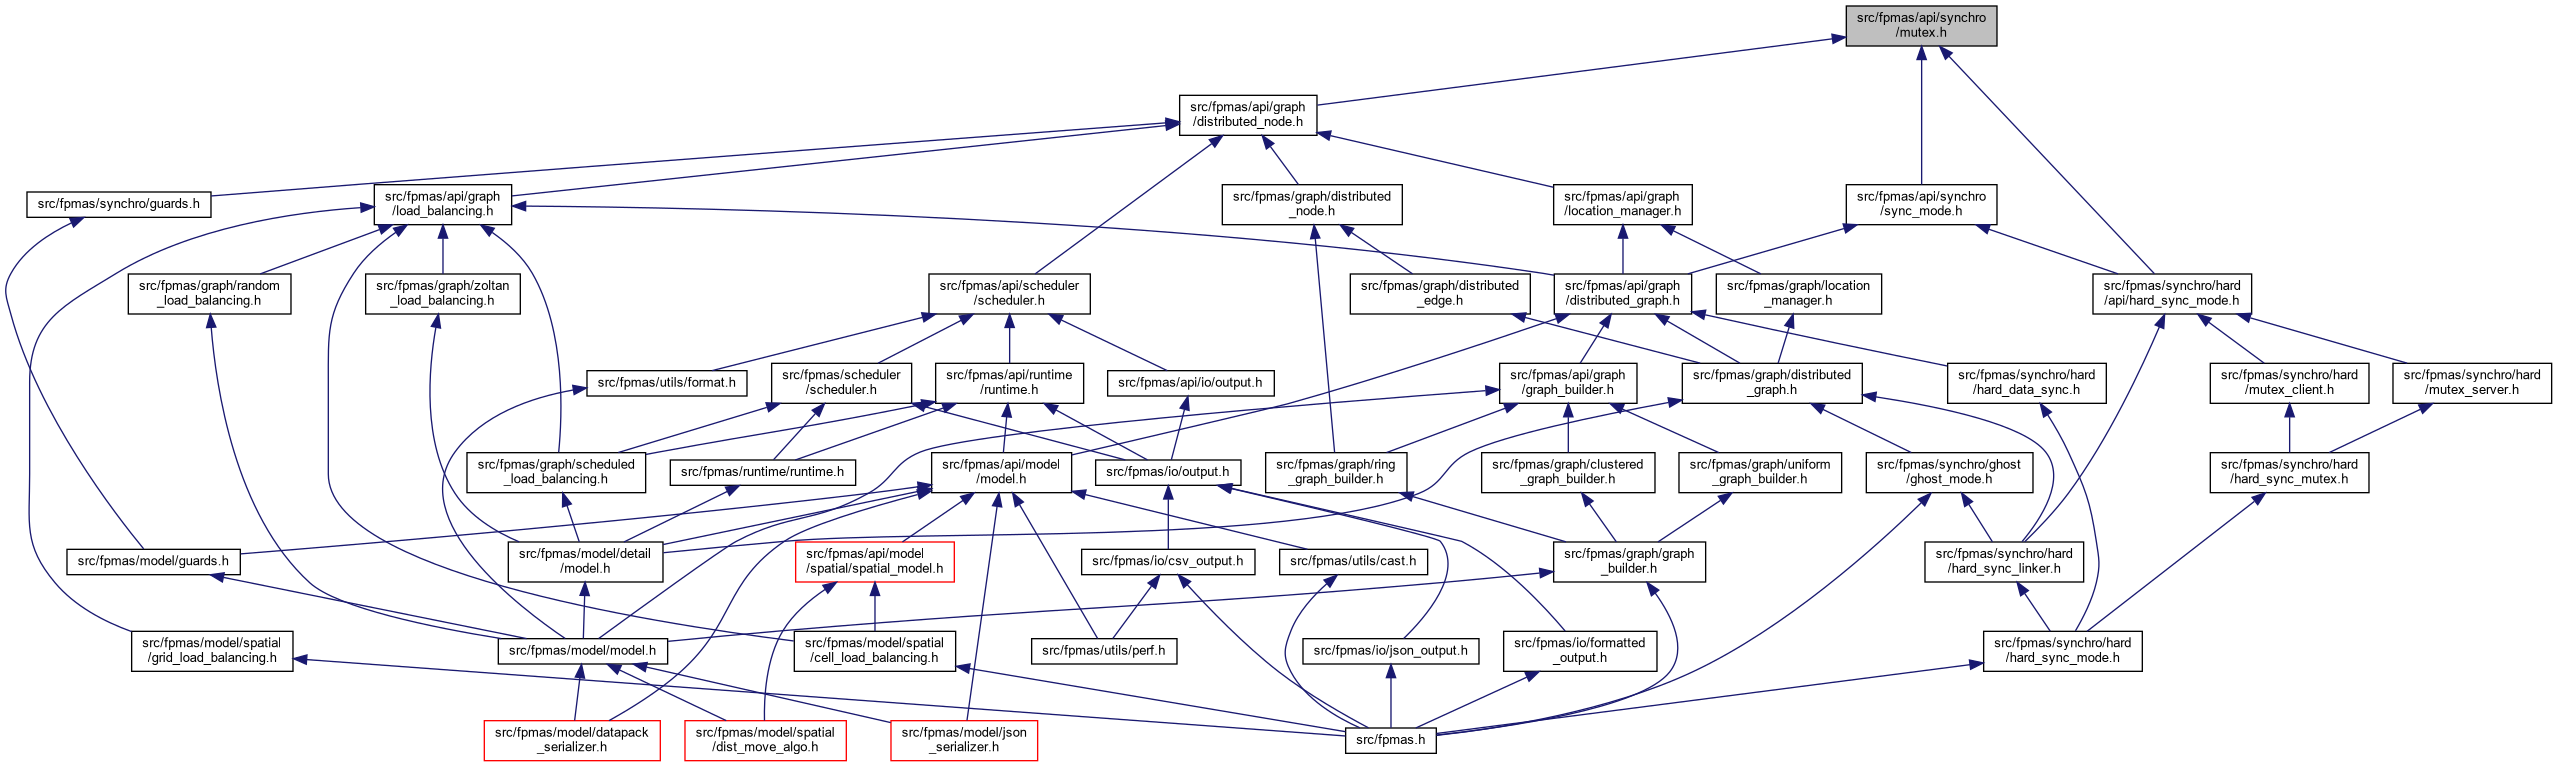 src/fpmas/api/synchro
/mutex.h
src/fpmas/api/graph
/distributed_node.h
src/fpmas/synchro/guards.h
src/fpmas/api/graph
/load_balancing.h
src/fpmas/graph/distributed
_node.h
src/fpmas/api/graph
/location_manager.h
src/fpmas/api/synchro
/sync_mode.h
src/fpmas/graph/random
_load_balancing.h
src/fpmas/graph/zoltan
_load_balancing.h
src/fpmas/api/scheduler
/scheduler.h
src/fpmas/graph/distributed
_edge.h
src/fpmas/api/graph
/distributed_graph.h
src/fpmas/graph/location
_manager.h
src/fpmas/synchro/hard
/api/hard_sync_mode.h
src/fpmas/utils/format.h
src/fpmas/scheduler
/scheduler.h
src/fpmas/api/runtime
/runtime.h
src/fpmas/api/io/output.h
src/fpmas/api/graph
/graph_builder.h
src/fpmas/graph/distributed
_graph.h
src/fpmas/synchro/hard
/hard_data_sync.h
src/fpmas/synchro/hard
/mutex_client.h
src/fpmas/synchro/hard
/mutex_server.h
src/fpmas/graph/scheduled
_load_balancing.h
src/fpmas/runtime/runtime.h
src/fpmas/api/model
/model.h
src/fpmas/io/output.h
src/fpmas/graph/ring
_graph_builder.h
src/fpmas/graph/clustered
_graph_builder.h
src/fpmas/graph/uniform
_graph_builder.h
src/fpmas/synchro/ghost
/ghost_mode.h
src/fpmas/synchro/hard
/hard_sync_mutex.h
src/fpmas/model/guards.h
src/fpmas/model/detail
/model.h
src/fpmas/api/model
/spatial/spatial_model.h
src/fpmas/io/csv_output.h
src/fpmas/utils/cast.h
src/fpmas/graph/graph
_builder.h
src/fpmas/synchro/hard
/hard_sync_linker.h
src/fpmas/model/spatial
/grid_load_balancing.h
src/fpmas/model/model.h
src/fpmas/model/spatial
/cell_load_balancing.h
src/fpmas/utils/perf.h
src/fpmas/io/json_output.h
src/fpmas/io/formatted
_output.h
src/fpmas/synchro/hard
/hard_sync_mode.h
src/fpmas/model/datapack
_serializer.h
src/fpmas/model/spatial
/dist_move_algo.h
src/fpmas/model/json
_serializer.h
src/fpmas.h